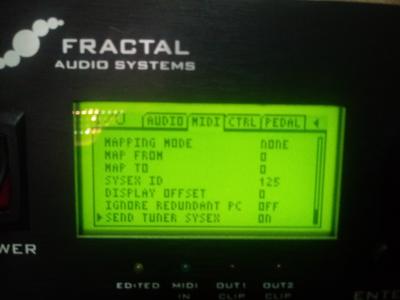 FRACTAL
AUDIO SYSTEMS
I/O AUDIO MIDI CTRL PEDAL
MAPPING MODE NONE
MAP FROM 0
MAP TO 0
SYSEX ID 125
DISPLAY OFFSET 0
IGNORE REDUNDANT PC OFF
SEND TUNER SYSEX ON
EDITED MIDI IN OUT1 CLIP OUT2 CLIP